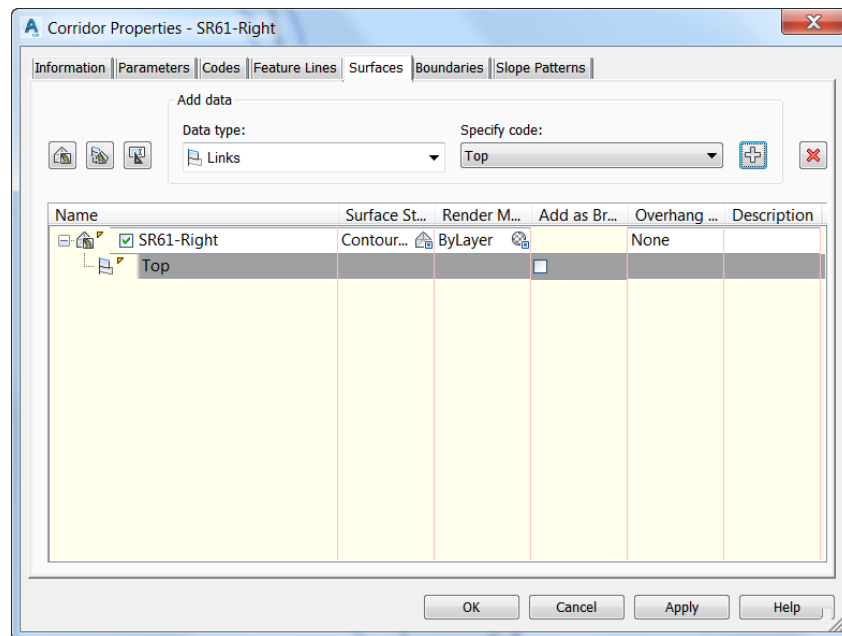 Corridor Properties - SR61-Right
Information Parameters Codes Feature Lines Surfaces Boundaries Slope Patterns
Add data
Data type: Specify code:
Links Top
Name Surface St... Render M... Add as Br... Overhang ... Description
SR61-Right Contour... ByLayer None
Top
OK Cancel Apply Help